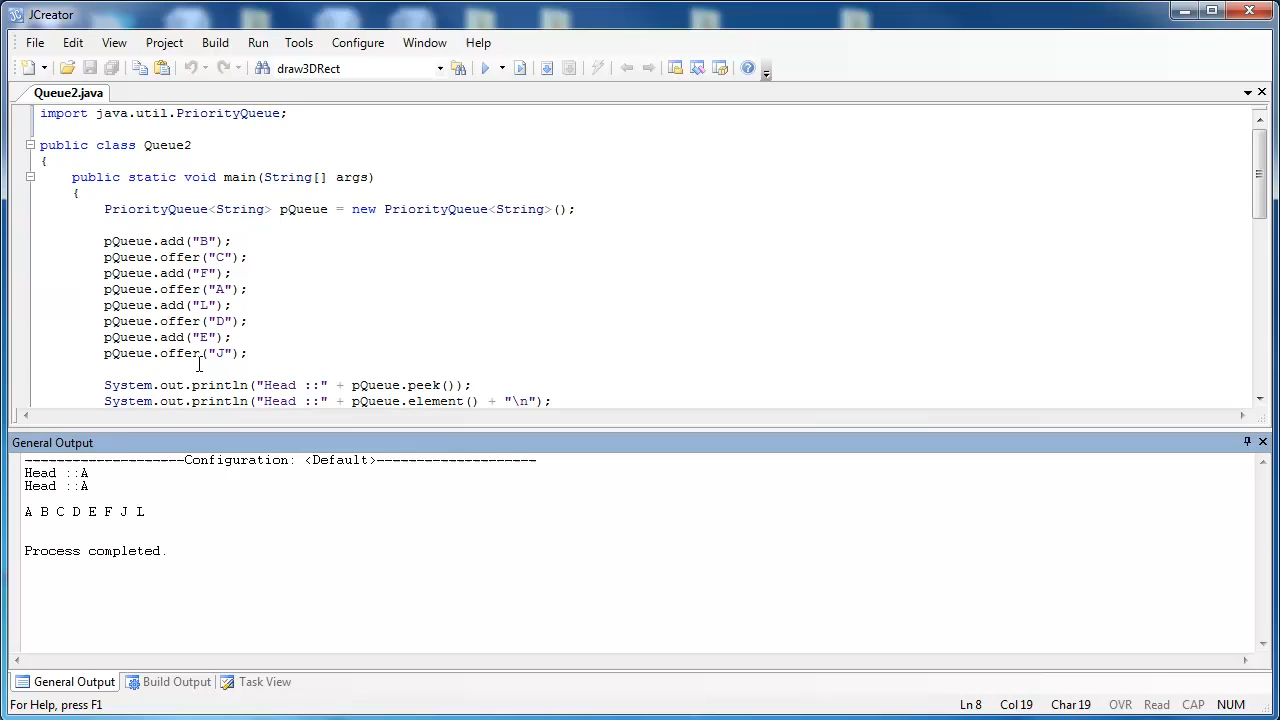 JCreator
File Edit View Project Build Run Tools Configure Window Help
draw3DRect
Queue2.java
import java.util.PriorityQueue;
public class Queue2
{
public static void main(String[] args)
{
PriorityQueue<String> pQueue = new PriorityQueue<String>();
pQueue.add("B");
pQueue.offer("C");
pQueue.add("F");
pQueue.offer("A");
pQueue.add("L");
pQueue.offer("D");
pQueue.add("E");
pQueue.offer("J");
System.out.println("Head ::" + pQueue.peek());
System.out.println("Head ::" + pQueue.element() + "\n");
General Output
--------------------Configuration: <Default>--------------------
Head ::A
Head ::A
A B C D E F J L
Process completed.
General Output Build Output Task View
For Help, press F1 Ln 8 Col 19 Char 19 OVR Read CAP NUM